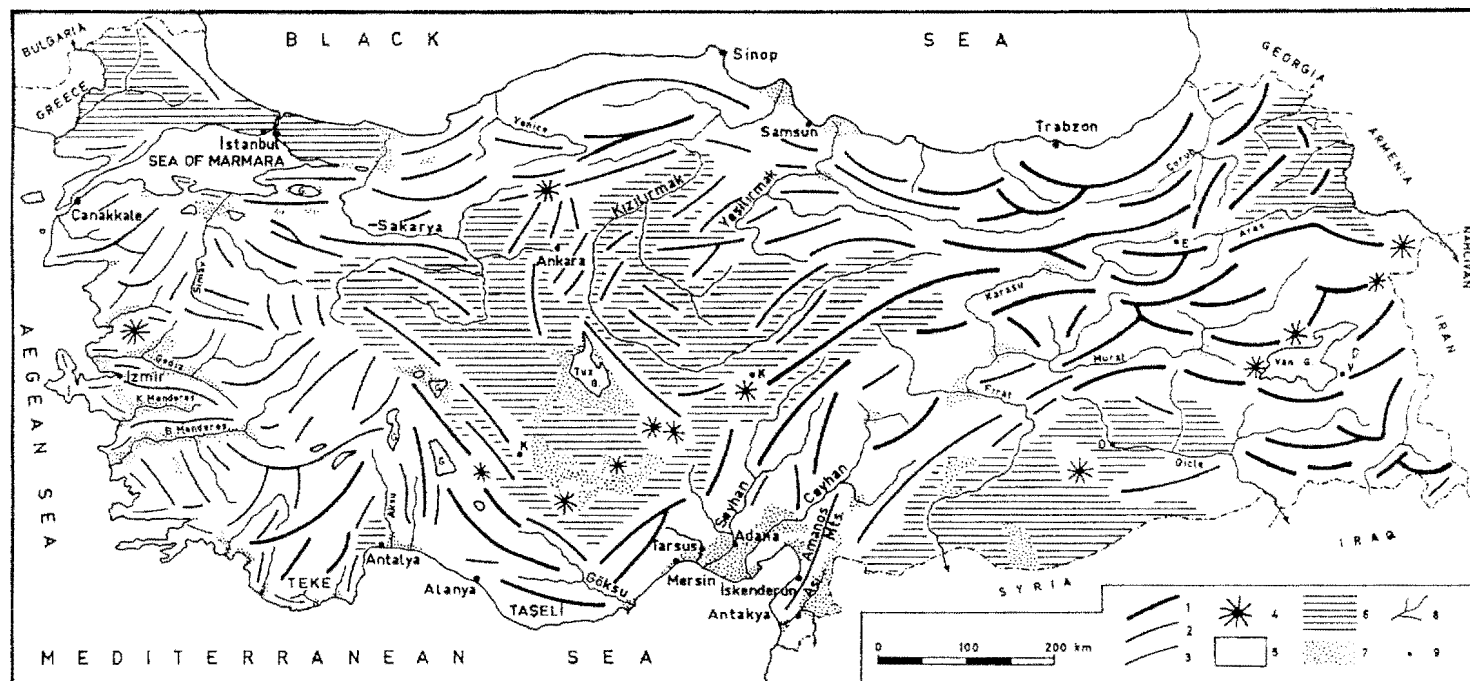 BLACK SEA
BULGARIA
GREECE
GEORGIA
ARMENIA
NAHCIVAN
IRAN
IRAQ
SYRIA
AEGEAN SEA
MEDITERRANEAN SEA
Sinop
Samsun
Trabzon
İstanbul
SEA OF MARMARA
Yenice
Çoruh
Çanakkale
Sakarya
Kızılırmak
Yeşilırmak
Ankara
E
Aras
Simav
Karasu
Tuz G.
K
Murat
Van G.
V
Gediz
İzmir
K Menderes
B Menderes
Fırat
G
K
D
Dicle
Aksu
Seyhan
Ceyhan
Amanos Mts.
Adana
Tarsus
Antalya
TEKE
Alanya
TAŞELİ
Göksu
Mersin
İskenderun
Antakya
Asi
0 100 200 km
1
2
3
4
5
6
7
8
9